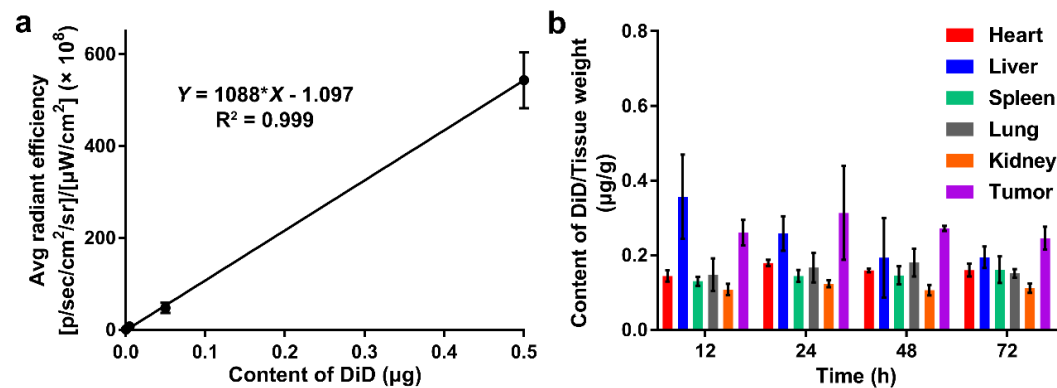 a
Avg radiant efficiency
[p/sec/cm²/sr]/[µW/cm²] (× 10⁸)
600
400
200
0
Y = 1088*X - 1.097
R² = 0.999
0.0 0.1 0.2 0.3 0.4 0.5
Content of DiD (µg)
b
Content of DiD/Tissue weight
(µg/g)
0.8
0.6
0.4
0.2
0.0
Heart
Liver
Spleen
Lung
Kidney
Tumor
12 24 48 72
Time (h)